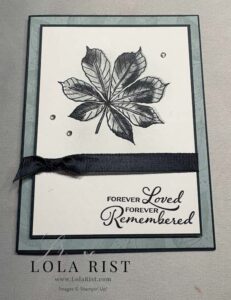 FOREVER Loved
FOREVER
Remembered
LOLA RIST
www.LolaRist.com
Images © Stampin' Up!